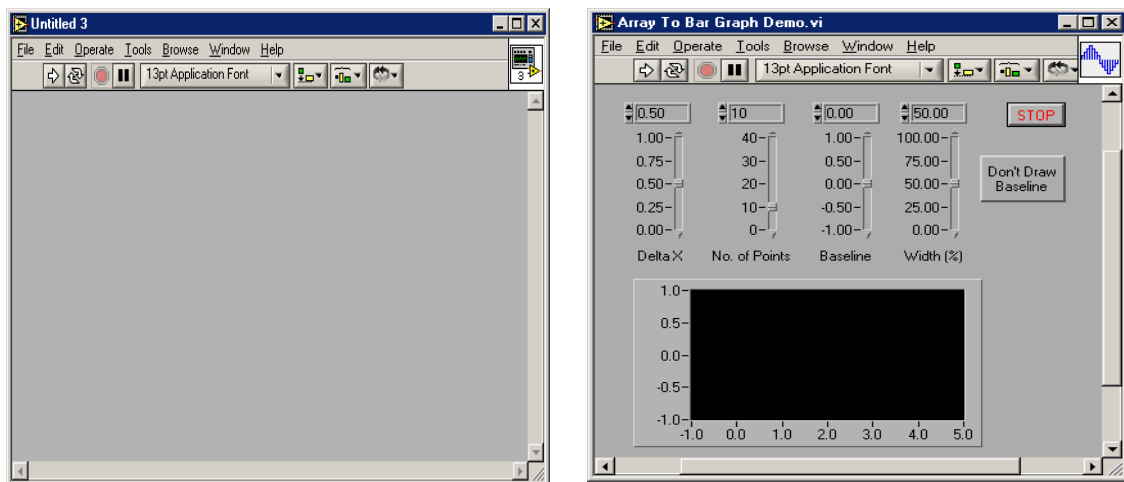 Untitled 3
File Edit Operate Tools Browse Window Help
13pt Application Font
3
Array To Bar Graph Demo.vi
File Edit Operate Tools Browse Window Help
13pt Application Font
0.50 10 0.00 50.00 STOP
1.00 40 1.00 100.00
0.75 30 0.50 75.00
Don't Draw
Baseline
0.50 20 0.00 50.00
0.25 10 -0.50 25.00
0.00 0 -1.00 0.00
Delta X No. of Points Baseline Width (%)
1.0
0.5
0.0
-0.5
-1.0
-1.0 0.0 1.0 2.0 3.0 4.0 5.0